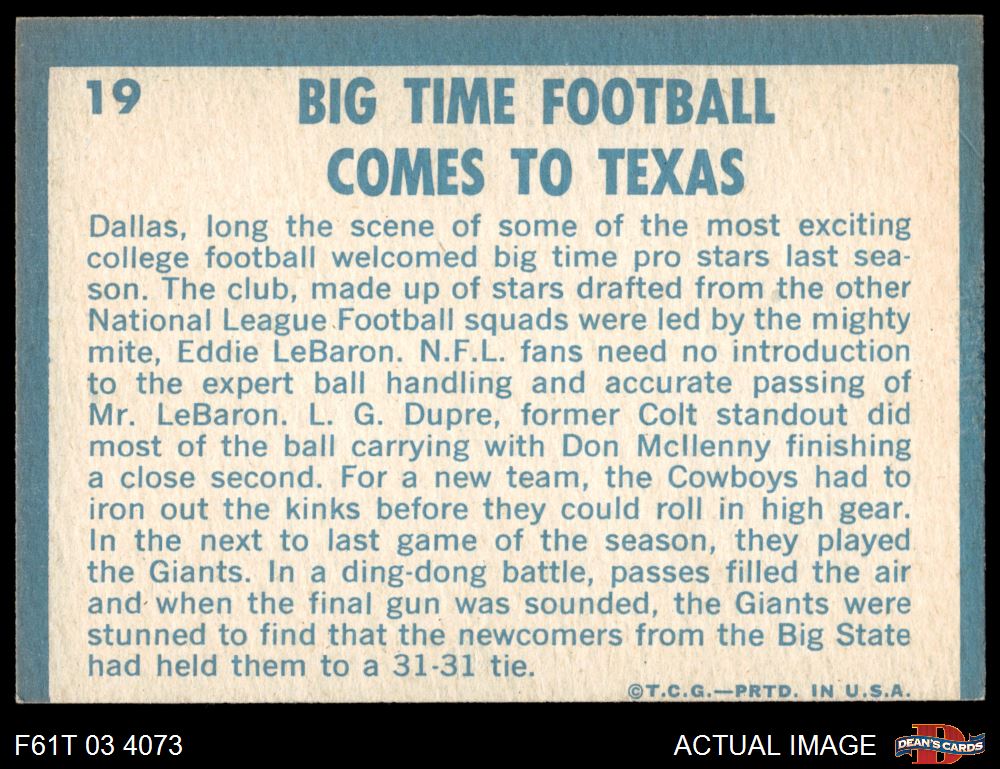 19
BIG TIME FOOTBALL
COMES TO TEXAS
Dallas, long the scene of some of the most exciting
college football welcomed big time pro stars last sea-
son. The club, made up of stars drafted from the other
National League Football squads were led by the mighty
mite, Eddie LeBaron. N.F.L. fans need no introduction
to the expert ball handling and accurate passing of
Mr. LeBaron. L. G. Dupre, former Colt standout did
most of the ball carrying with Don McIlenny finishing
a close second. For a new team, the Cowboys had to
iron out the kinks before they could roll in high gear.
In the next to last game of the season, they played
the Giants. In a ding-dong battle, passes filled the air
and when the final gun was sounded, the Giants were
stunned to find that the newcomers from the Big State
had held them to a 31-31 tie.
©T.C.G.—PRTD. IN U.S.A.
F61T 03 4073
ACTUAL IMAGE
DEAN'S CARDS